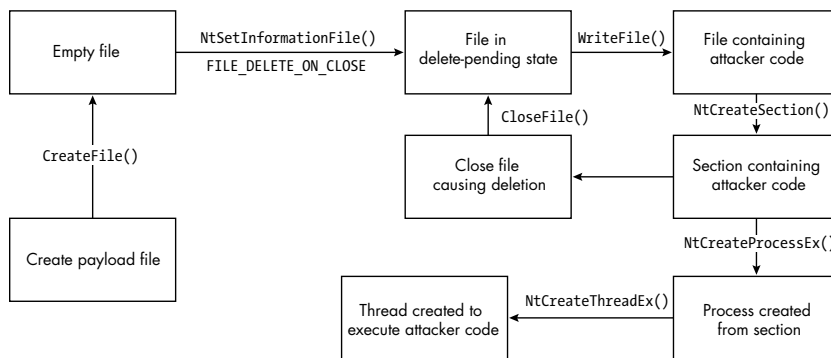 Empty file
NtSetInformationFile()
FILE_DELETE_ON_CLOSE
File in
delete-pending state
WriteFile()
File containing
attacker code
CreateFile()
CloseFile()
NtCreateSection()
Create payload file
Close file
causing deletion
Section containing
attacker code
NtCreateProcessEx()
Thread created to
execute attacker code
NtCreateThreadEx()
Process created
from section